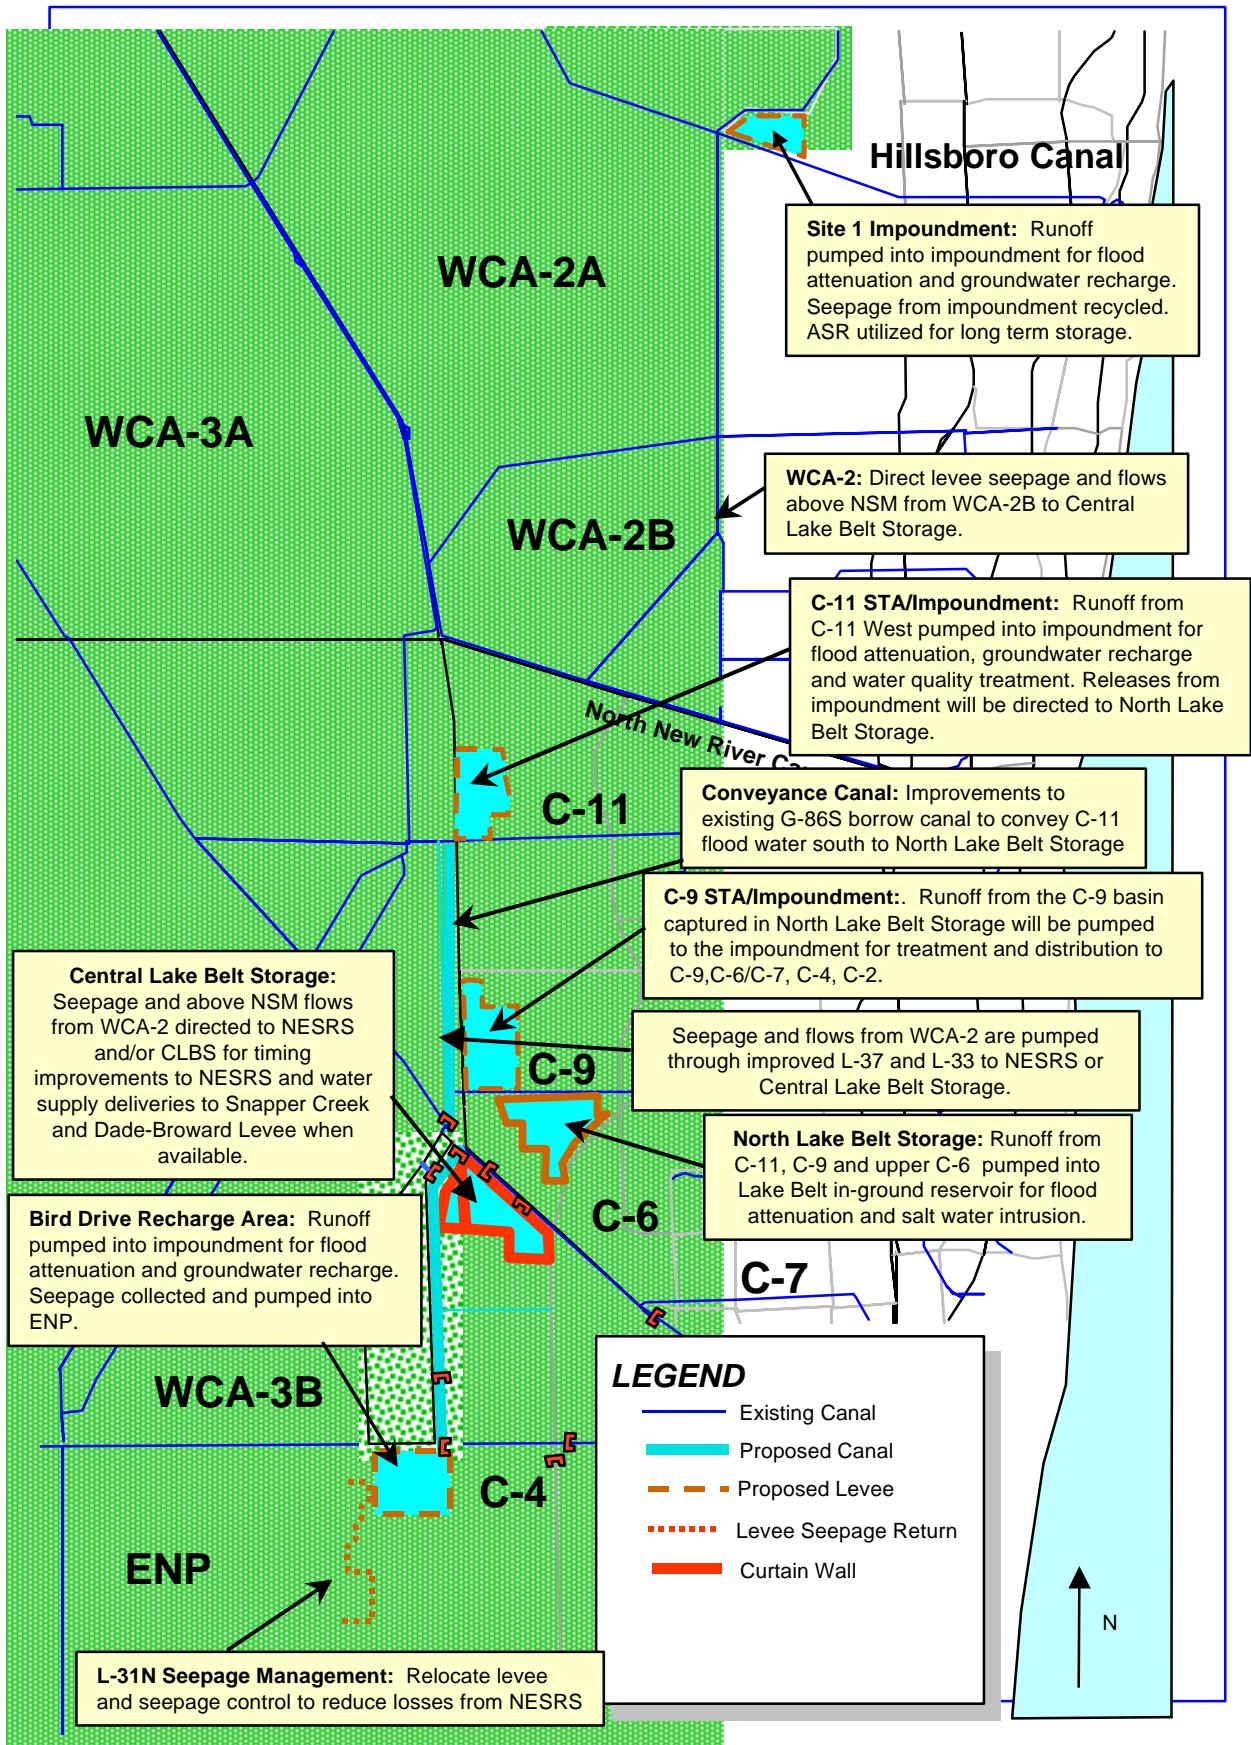 Hillsboro Canal
Site 1 Impoundment: Runoff
pumped into impoundment for flood
attenuation and groundwater recharge.
Seepage from impoundment recycled.
ASR utilized for long term storage.
WCA-2A
WCA-3A
WCA-2: Direct levee seepage and flows
above NSM from WCA-2B to Central
Lake Belt Storage.
WCA-2B
C-11 STA/Impoundment: Runoff from
C-11 West pumped into impoundment for
flood attenuation, groundwater recharge
and water quality treatment. Releases from
impoundment will be directed to North Lake
Belt Storage.
North New River
C-11
Conveyance Canal: Improvements to
existing G-86S borrow canal to convey C-11
flood water south to North Lake Belt Storage
C-9 STA/Impoundment:. Runoff from the C-9 basin
captured in North Lake Belt Storage will be pumped
to the impoundment for treatment and distribution to
C-9,C-6/C-7, C-4, C-2.
Central Lake Belt Storage:
Seepage and above NSM flows
from WCA-2 directed to NESRS
and/or CLBS for timing
improvements to NESRS and water
supply deliveries to Snapper Creek
and Dade-Broward Levee when
available.
Seepage and flows from WCA-2 are pumped
through improved L-37 and L-33 to NESRS or
Central Lake Belt Storage.
C-9
North Lake Belt Storage: Runoff from
C-11, C-9 and upper C-6 pumped into
Lake Belt in-ground reservoir for flood
attenuation and salt water intrusion.
Bird Drive Recharge Area: Runoff
pumped into impoundment for flood
attenuation and groundwater recharge.
Seepage collected and pumped into
ENP.
C-6
C-7
WCA-3B
LEGEND
Existing Canal
Proposed Canal
Proposed Levee
Levee Seepage Return
Curtain Wall
C-4
ENP
N
L-31N Seepage Management: Relocate levee
and seepage control to reduce losses from NESRS